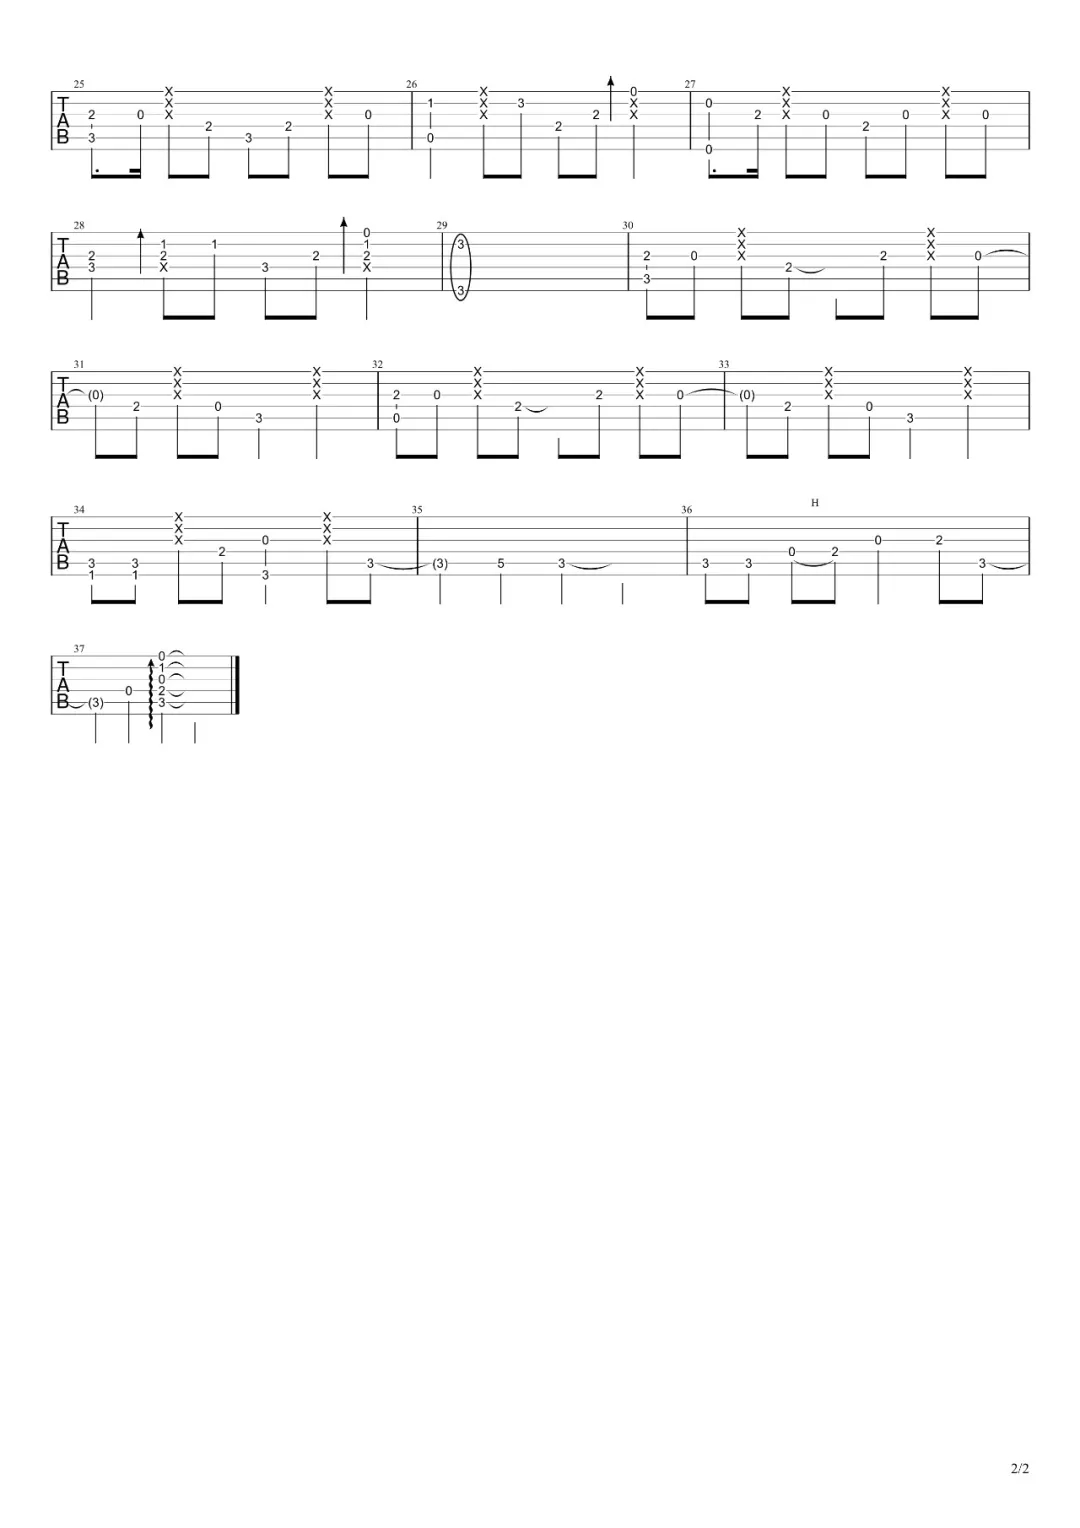 25 26 27
T X X 1 X 3 0 X 0 X X
A 2 0 X 2 3 2 X 0 0 X 2 2 X 0 2 X 0 2 0 X 0
B 3
28 29 30
T 1 1 0 1 3 X X
A 2 3 2 X 3 2 2 X 2 0 X 2 2 X 0
B 3 3
31 32 33
T X X X X X X
A (0) 2 X 0 X 2 0 X 2 2 X 0 (0) 2 X 0 X
B 3 0 3
34 35 36
H
T X X
A X 2 0 X 0 2 0 2
B 3 1 3 1 3 3 (3) 5 3 3 3 3
37
T 0 1
A 0 0 2
B (3) 3
2/2